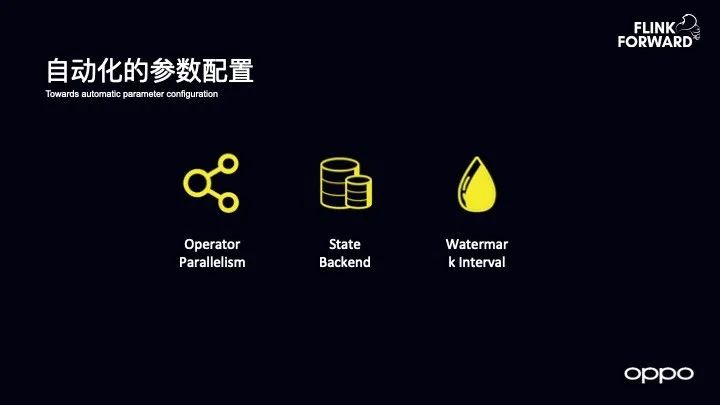 FLINK
FORWARD
自动化的参数配置
Towards automatic parameter configuration
Operator
Parallelism
State
Backend
Watermar
k Interval
oppo